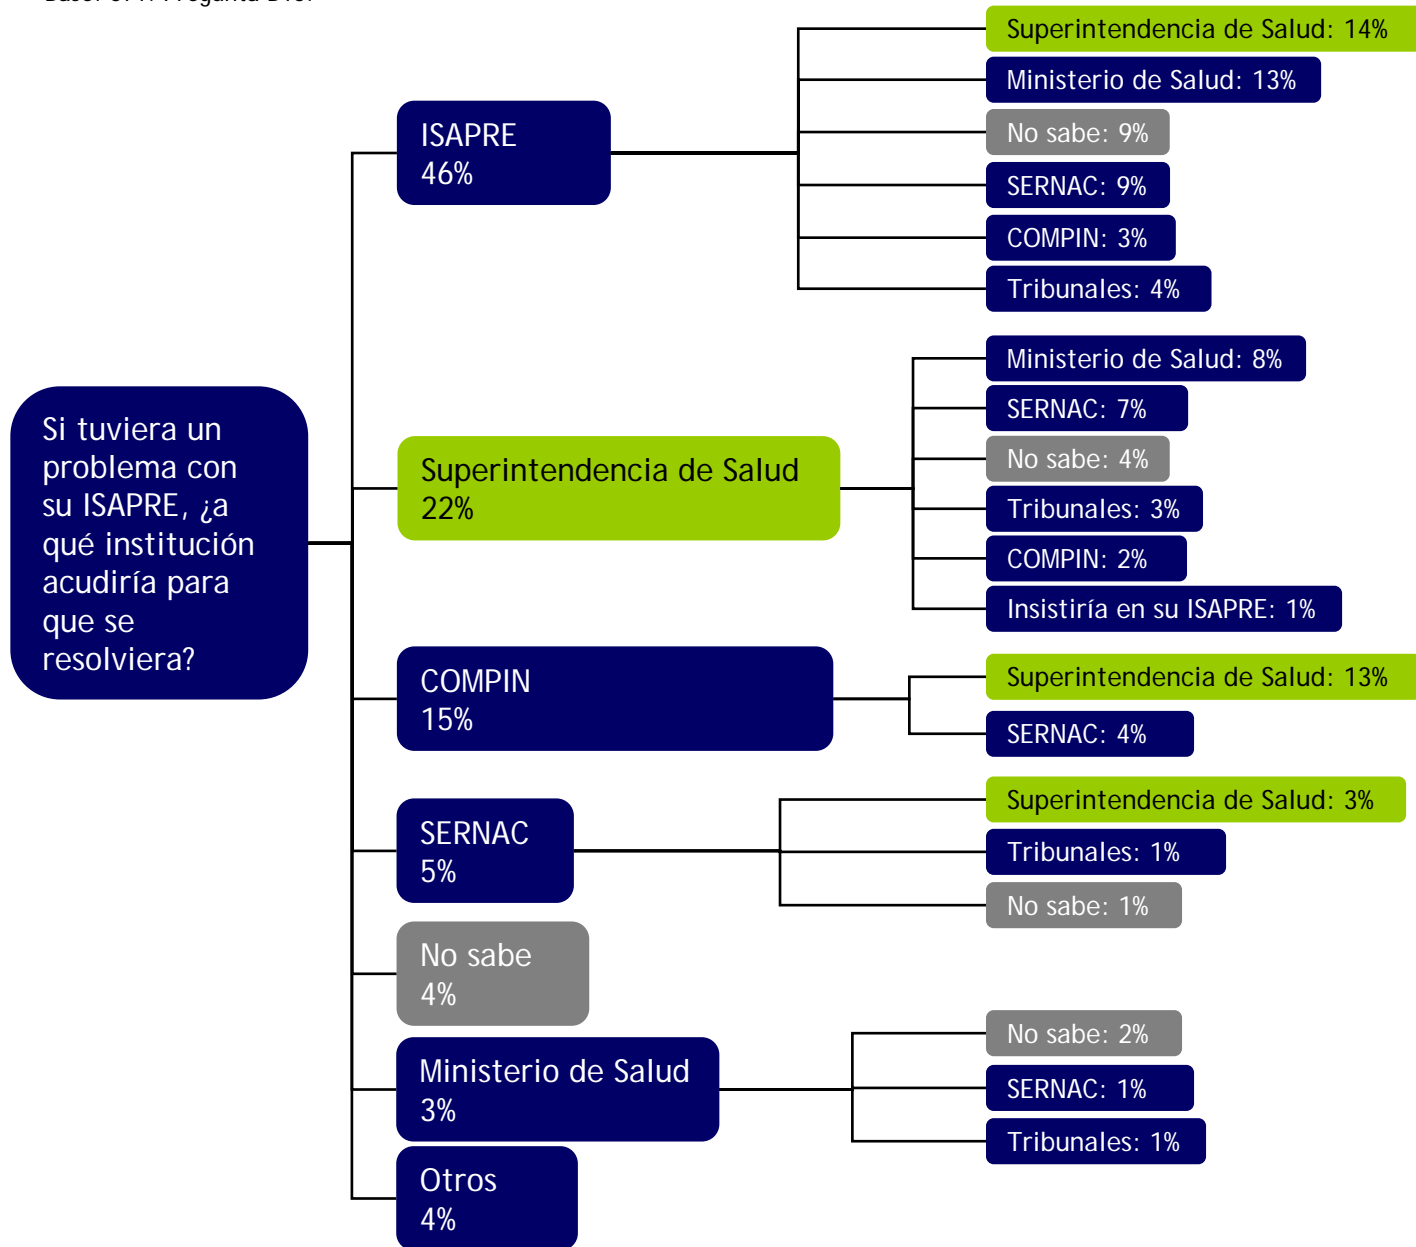 Si tuviera un
problema con
su ISAPRE, ¿a
qué institución
acudiría para
que se
resolviera?
ISAPRE
46%
Superintendencia de Salud: 14%
Ministerio de Salud: 13%
No sabe: 9%
SERNAC: 9%
COMPIN: 3%
Tribunales: 4%
Superintendencia de Salud
22%
Ministerio de Salud: 8%
SERNAC: 7%
No sabe: 4%
Tribunales: 3%
COMPIN: 2%
Insistiría en su ISAPRE: 1%
COMPIN
15%
Superintendencia de Salud: 13%
SERNAC: 4%
SERNAC
5%
Superintendencia de Salud: 3%
Tribunales: 1%
No sabe: 1%
No sabe
4%
Ministerio de Salud
3%
No sabe: 2%
SERNAC: 1%
Tribunales: 1%
Otros
4%